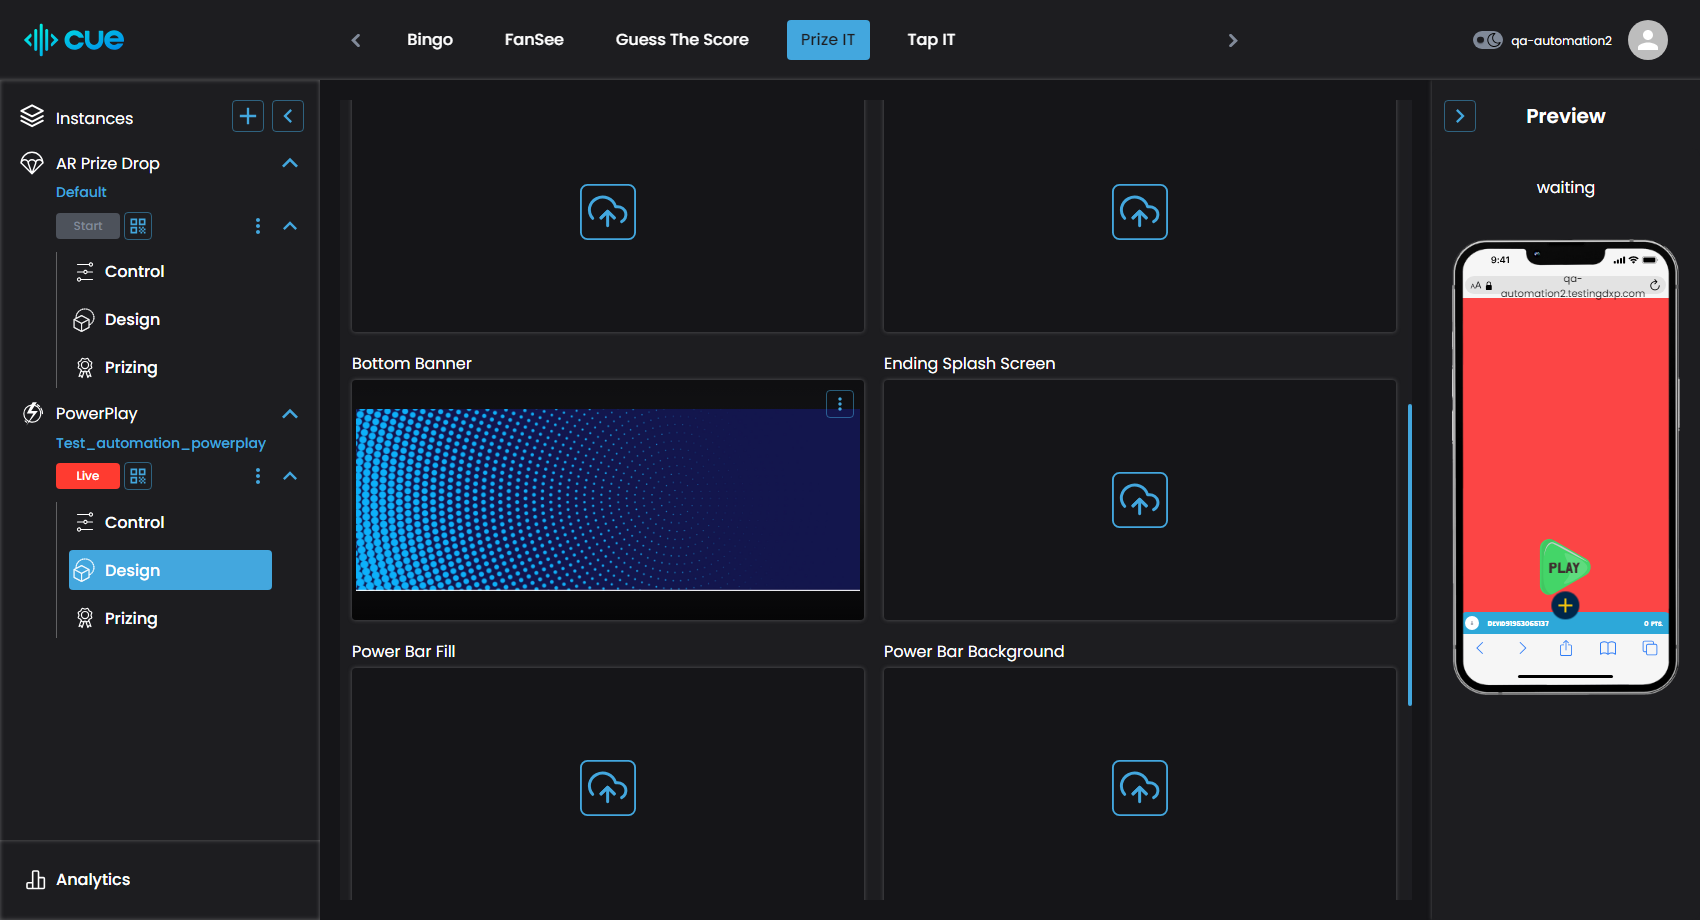 cue
Bingo
FanSee
Guess The Score
Prize IT
Tap IT
qa-automation2
Instances
AR Prize Drop
Default
Start
Control
Design
Prizing
PowerPlay
Test_automation_powerplay
Live
Control
Design
Prizing
Analytics
Bottom Banner
Ending Splash Screen
Power Bar Fill
Power Bar Background
Preview
waiting
9:41
AA
qa-
automation2.testingdxp.com
PLAY
0 PTS.